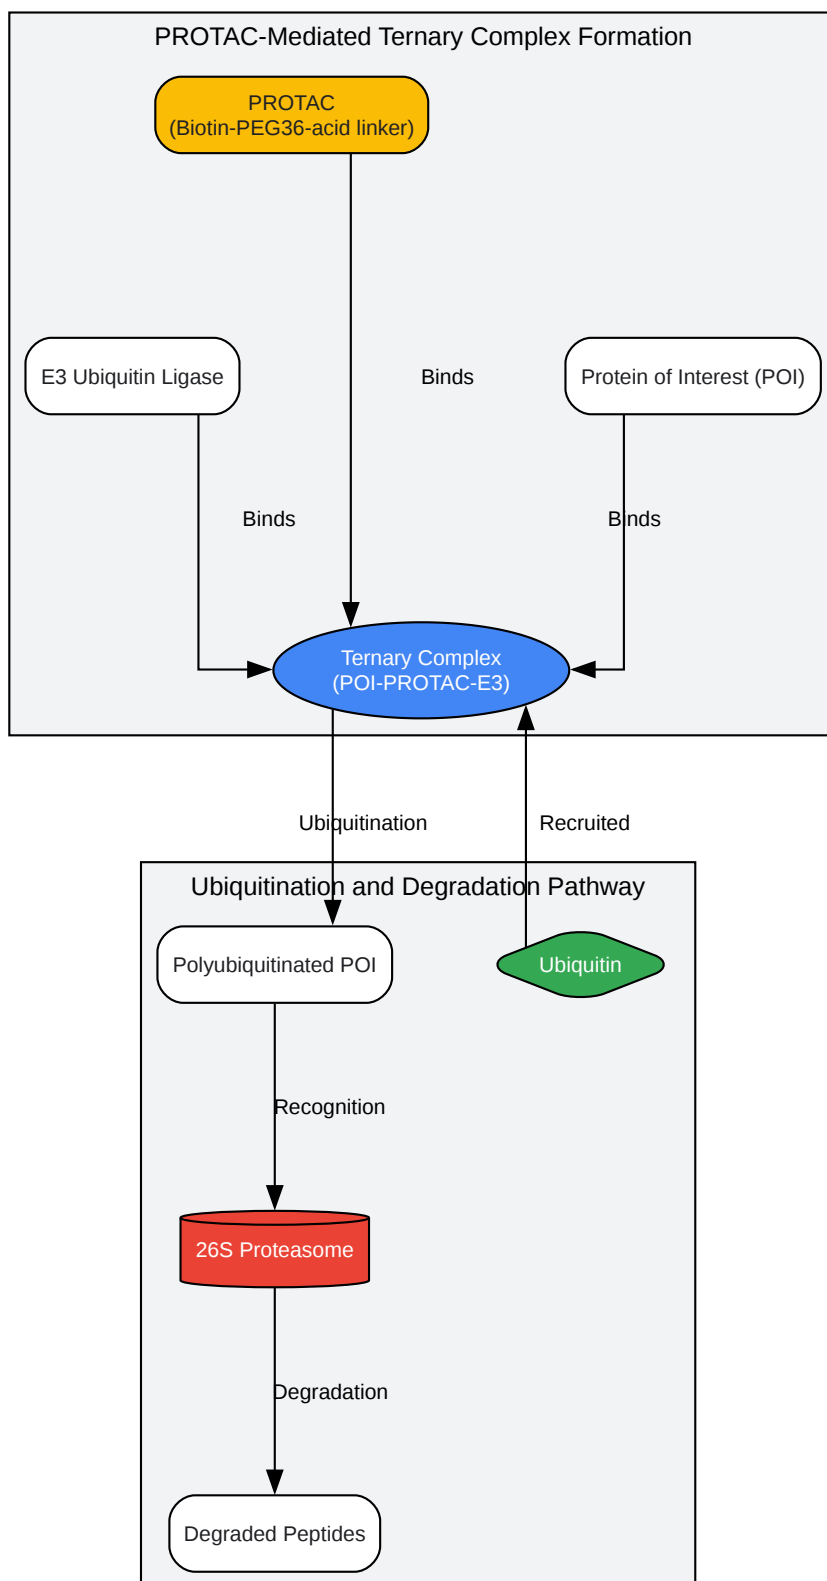 PROTAC-Mediated Ternary Complex Formation
PROTAC
(Biotin-PEG36-acid linker)
E3 Ubiquitin Ligase
Binds
Protein of Interest (POI)
Binds
Binds
Ternary Complex
(POI-PROTAC-E3)
Ubiquitination
Recruited
Ubiquitination and Degradation Pathway
Polyubiquitinated POI
Ubiquitin
Recognition
26S Proteasome
Degradation
Degraded Peptides